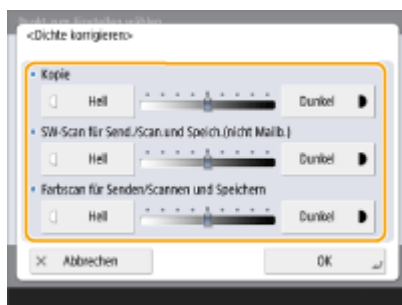 <Dichte korrigieren>
Kopie
Hell Dunkel
SW-Scan für Send./Scan.und Speich.(nicht Mailb.)
Hell Dunkel
Farbscan für Senden/Scannen und Speichern
Hell Dunkel
Abbrechen OK